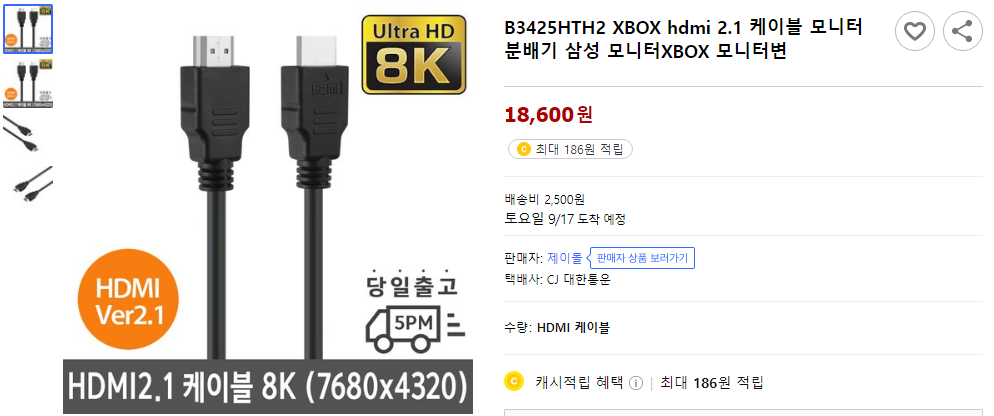 Ultra HD
8K
HDMI
HDMI
Ver2.1
당일출고
5PM
HDMI2.1 케이블 8K (7680x4320)
B3425HTH2 XBOX hdmi 2.1 케이블 모니터
분배기 삼성 모니터XBOX 모니터변
18,600원
C 최대 186원 적립
배송비 2,500원
토요일 9/17 도착 예정
판매자: 제이몰 판매자 상품 보러가기
택배사: CJ 대한통운
수량: HDMI 케이블
C 캐시적립 혜택 ⓘ | 최대 186원 적립